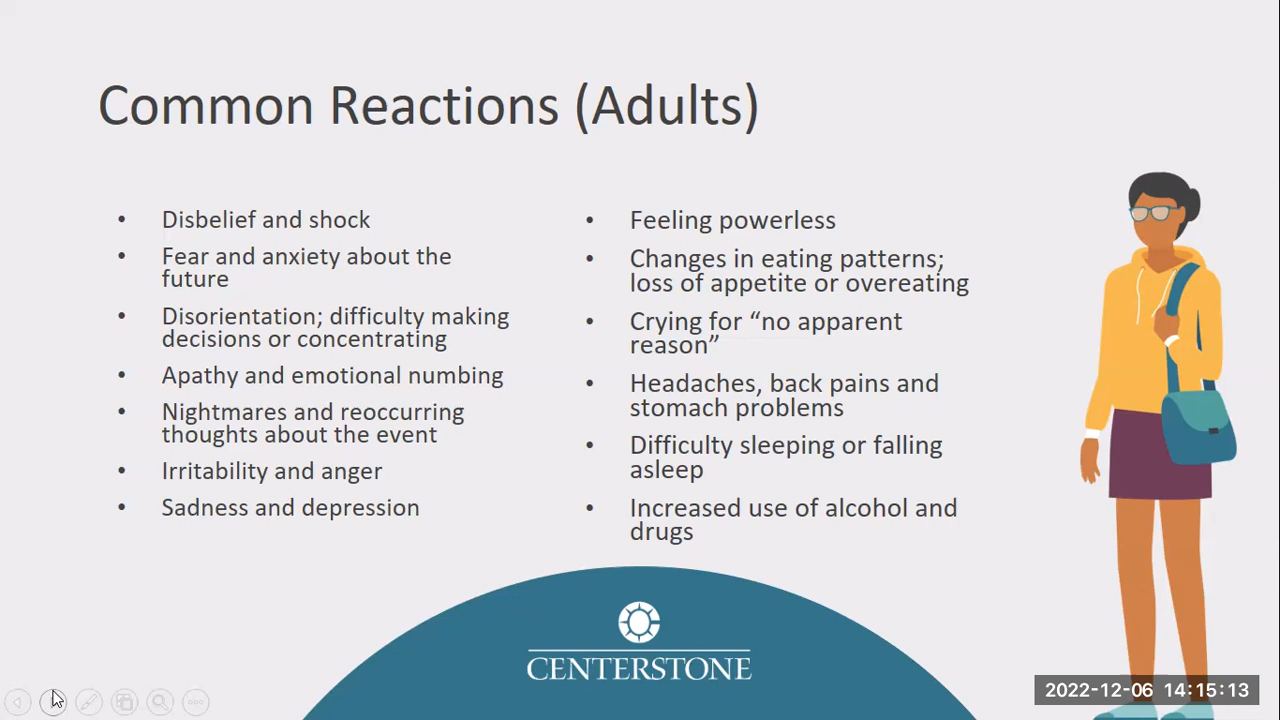 Common Reactions (Adults)
• Disbelief and shock
• Fear and anxiety about the
future
• Disorientation; difficulty making
decisions or concentrating
• Apathy and emotional numbing
• Nightmares and reoccurring
thoughts about the event
• Irritability and anger
• Sadness and depression
• Feeling powerless
• Changes in eating patterns;
loss of appetite or overeating
• Crying for “no apparent
reason”
• Headaches, back pains and
stomach problems
• Difficulty sleeping or falling
asleep
• Increased use of alcohol and
drugs
CENTERSTONE
2022-12-06 14:15:13